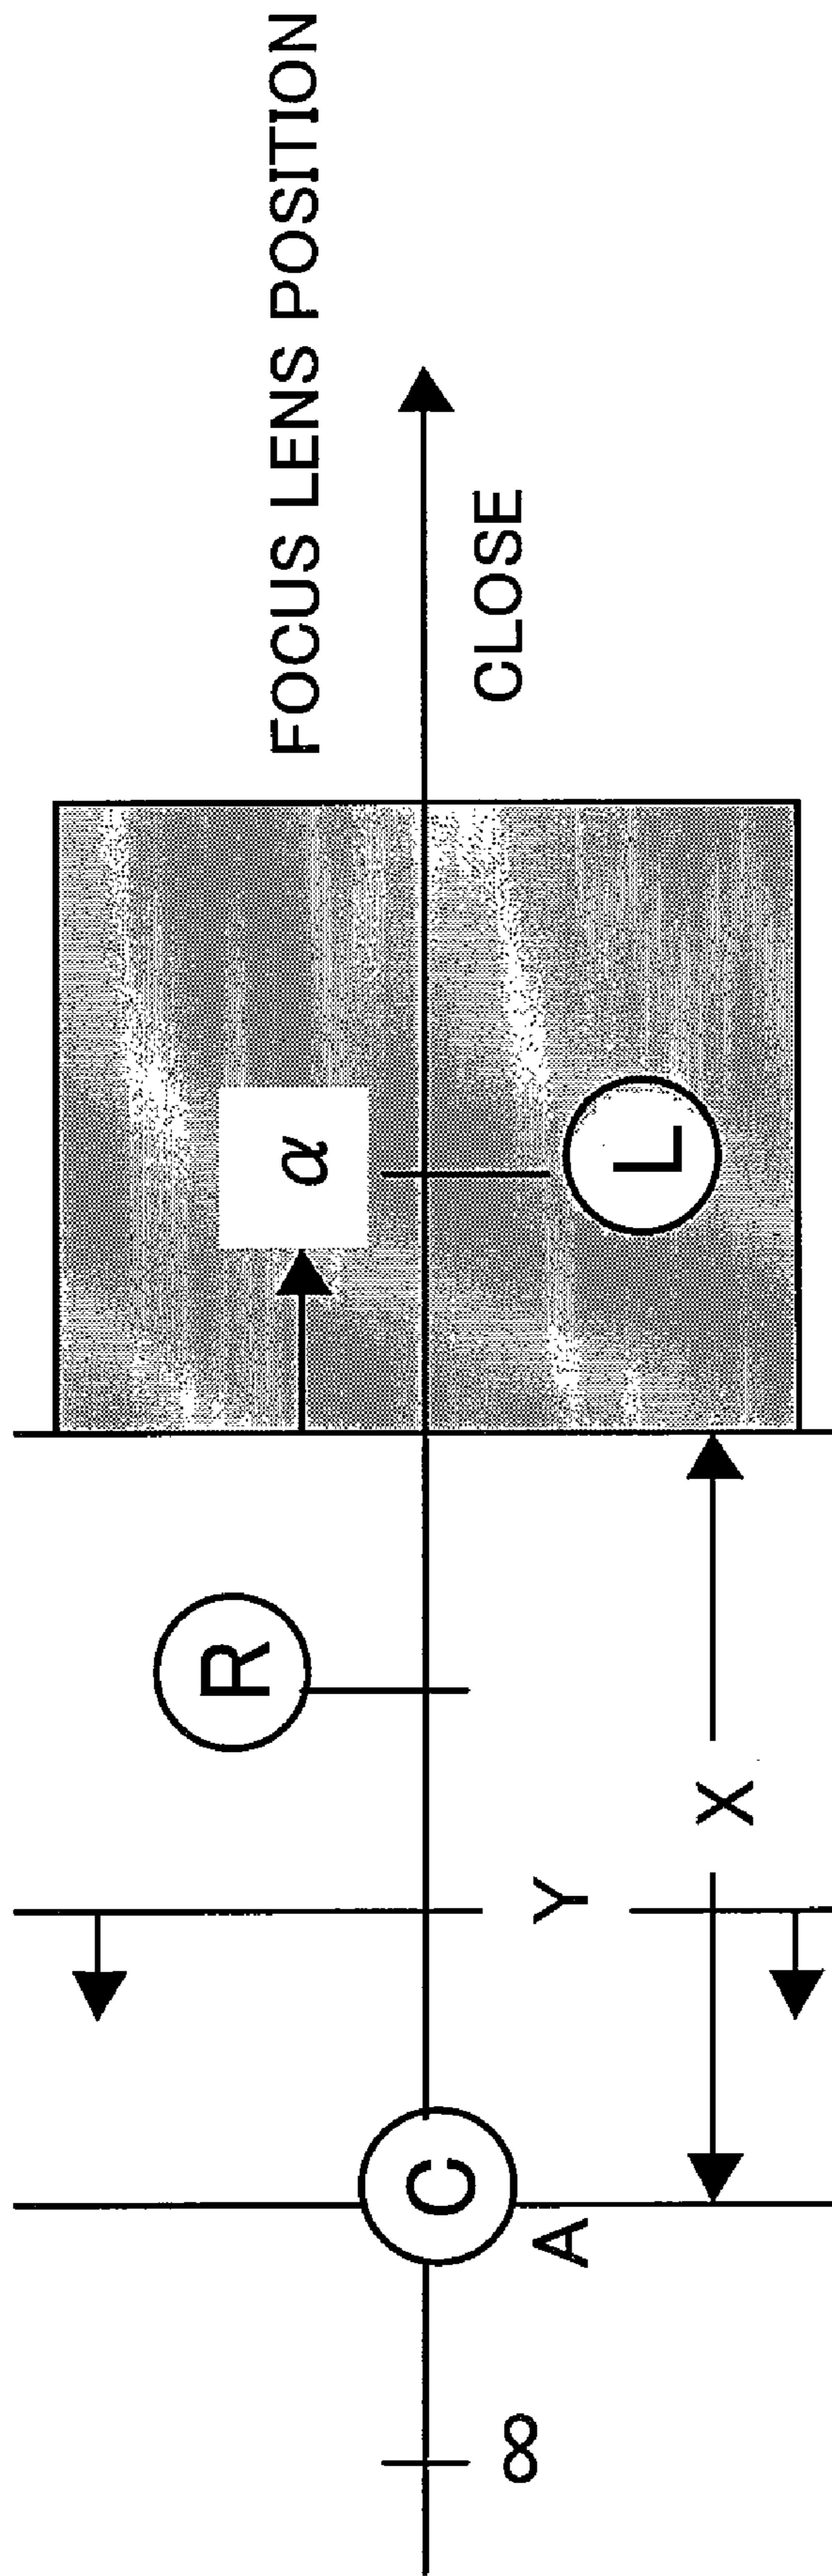 FOCUS LENS POSITION
α
R
C
∞
A
Y
X
L
CLOSE